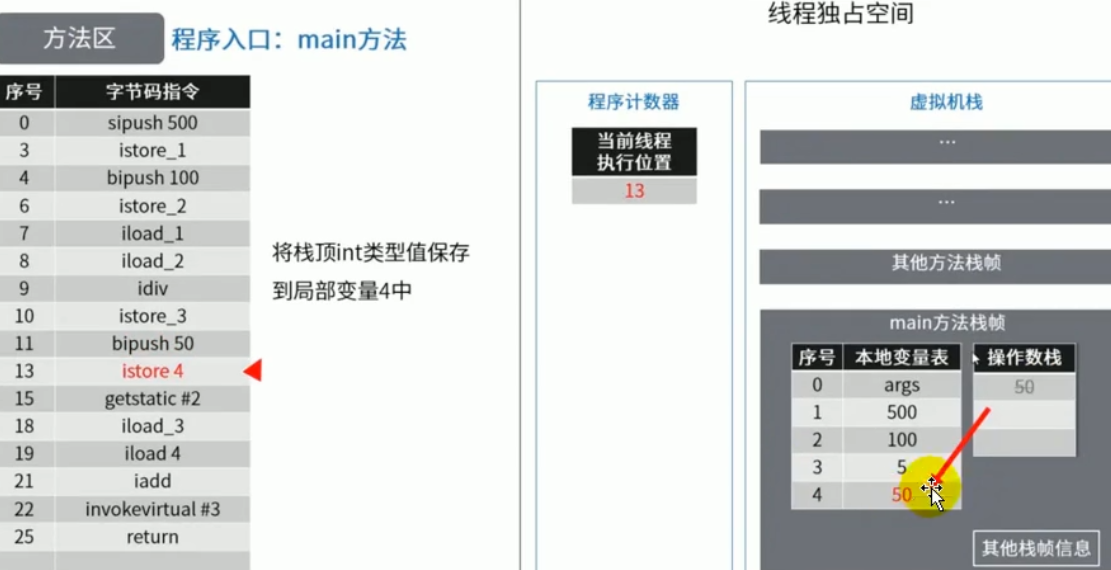 方法区 程序入口：main方法
序号 字节码指令
0 sipush 500
3 istore_1
4 bipush 100
6 istore_2
7 iload_1
8 iload_2
9 idiv
10 istore_3
11 bipush 50
13 istore 4
15 getstatic #2
18 iload_3
19 iload 4
21 iadd
22 invokevirtual #3
25 return
将栈顶int类型值保存
到局部变量4中
线程独占空间
程序计数器
当前线程
执行位置
13
虚拟机栈
...
...
其他方法栈帧
main方法栈帧
序号 本地变量表
0 args
1 500
2 100
3 5
4 50
操作数栈
50
其他栈帧信息